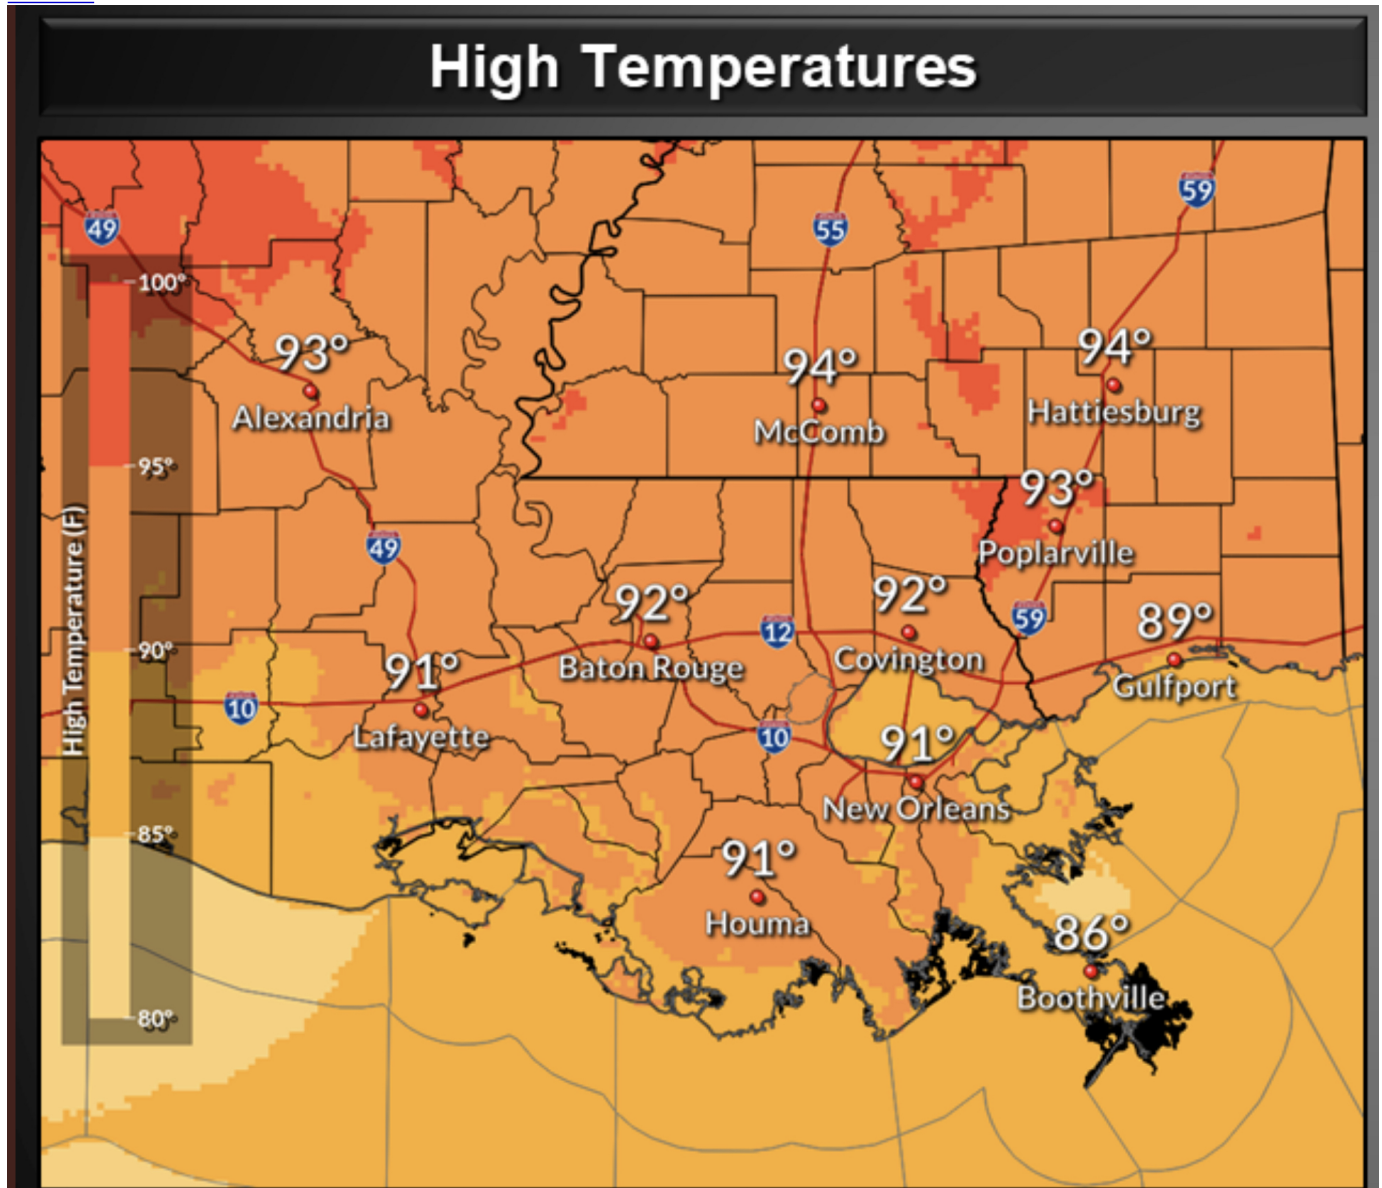 High Temperatures
59
49
55
100°
94°
93°
94°
Hattiesburg
Alexandria
McComb
95°
93°
High Temperature (F)
49
Poplarville
92°
92°
59
89°
12
90°
91°
Baton Rouge
Covington
Gulfport
10
Lafayette
10
91°
New Orleans
85°
91°
Houma
86°
Boothville
80°